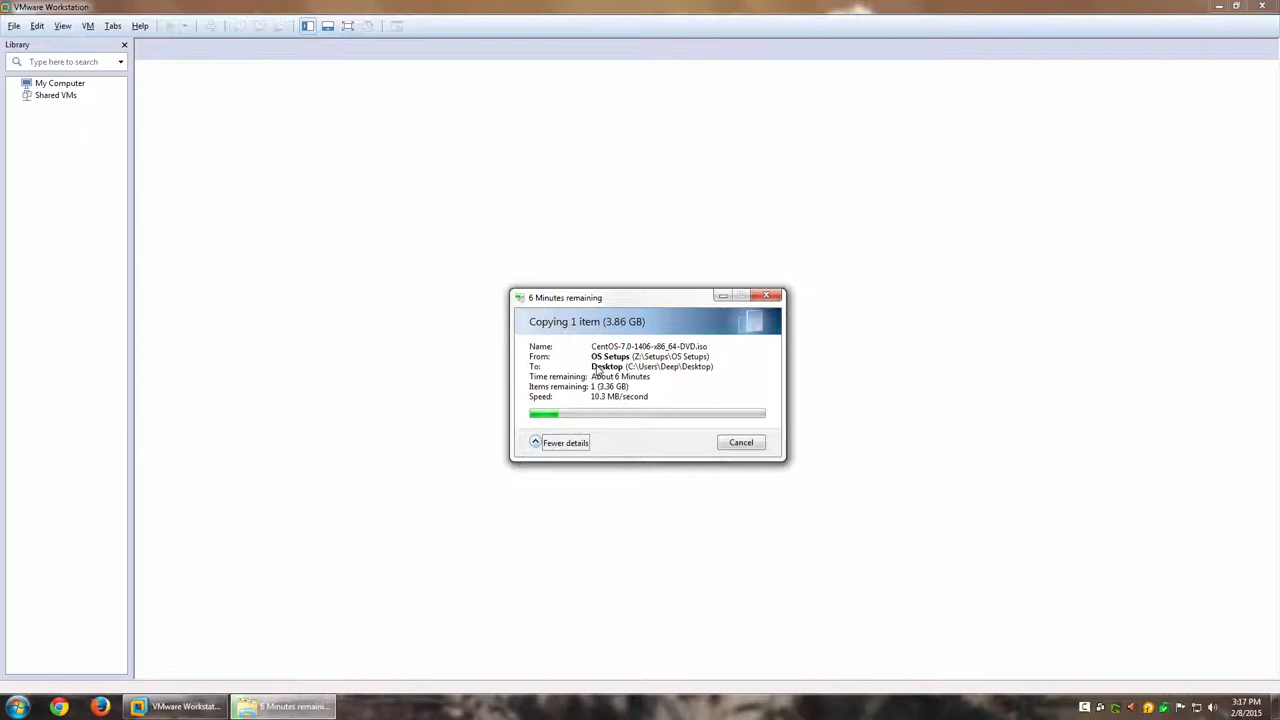 VMware Workstation
File Edit View VM Tabs Help
Library
Type here to search
My Computer
Shared VMs
6 Minutes remaining
Copying 1 item (3.86 GB)
Name: CentOS-7.0-1406-x86_64-DVD.iso
From: OS Setups (Z:\Setups\OS Setups)
To: Desktop (C:\Users\Deep\Desktop)
Time remaining: About 6 Minutes
Items remaining: 1 (3.36 GB)
Speed: 10.3 MB/second
Fewer details
Cancel
VMware Workstat...
6 Minutes remaini...
3:17 PM
2/8/2015